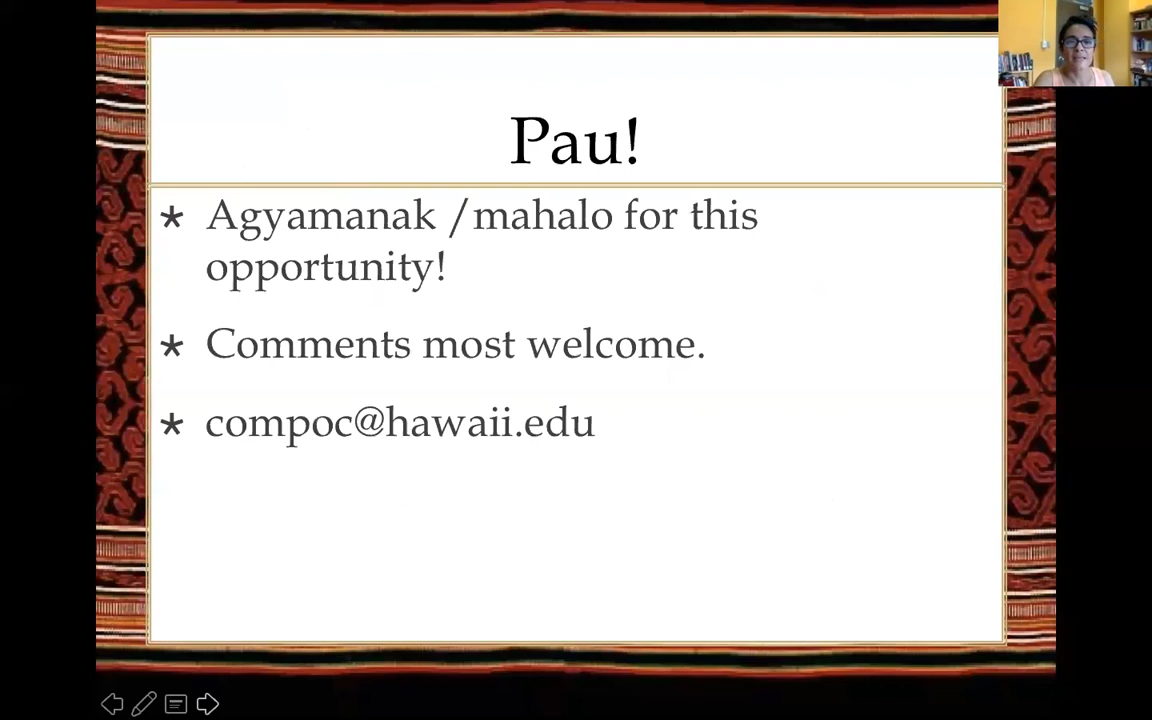 Pau!
* Agyamanak /mahalo for this
opportunity!
* Comments most welcome.
* compoc@hawaii.edu